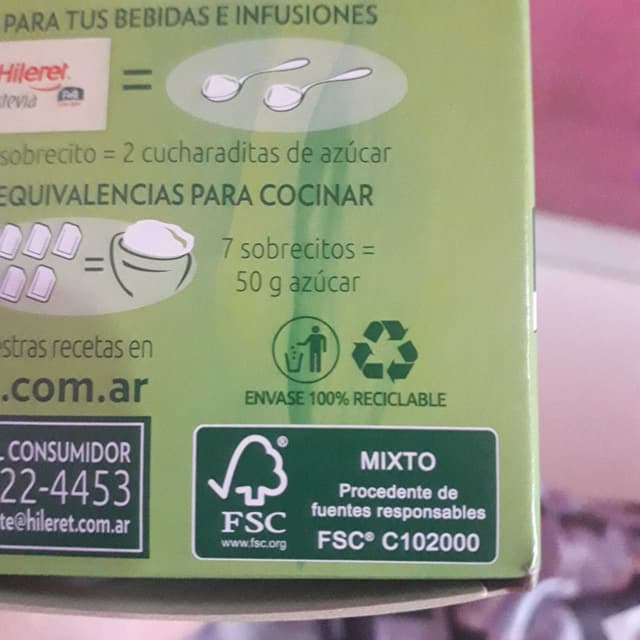 PARA TUS BEBIDAS E INFUSIONES
Hileret
stevia
=
sobrecito = 2 cucharaditas de azúcar
EQUIVALENCIAS PARA COCINAR
=
7 sobrecitos =
50 g azúcar
estras recetas en
.com.ar
ENVASE 100% RECICLABLE
L CONSUMIDOR
22-4453
te@hileret.com.ar
FSC®
www.fsc.org
MIXTO
Procedente de
fuentes responsables
FSC® C102000